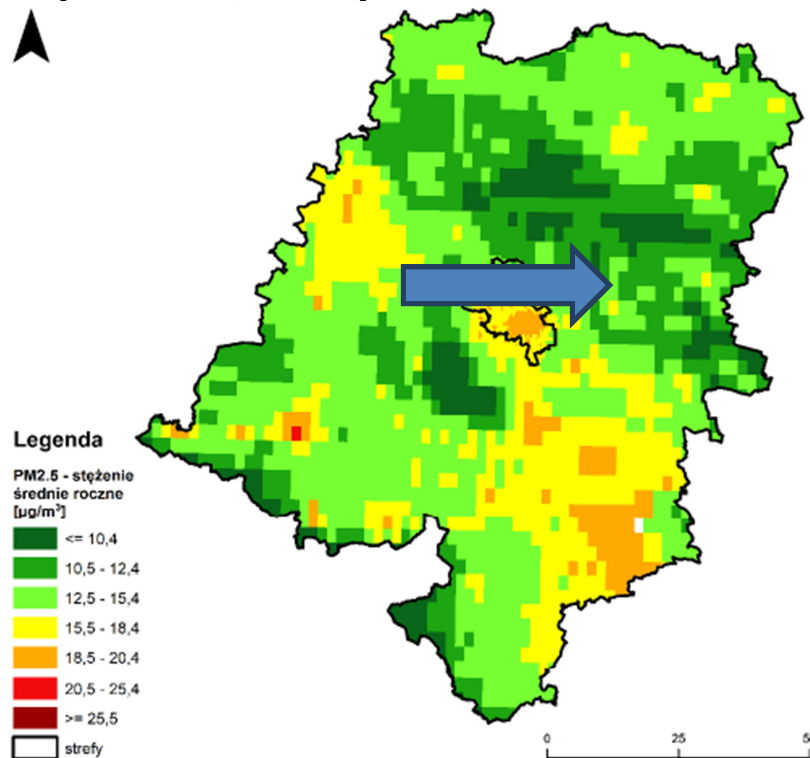 Legenda
PM2.5 - stężenie
średnie roczne
[µg/m³]
<= 10,4
10,5 - 12,4
12,5 - 15,4
15,5 - 18,4
18,5 - 20,4
20,5 - 25,4
>= 25,5
strefy
0 25